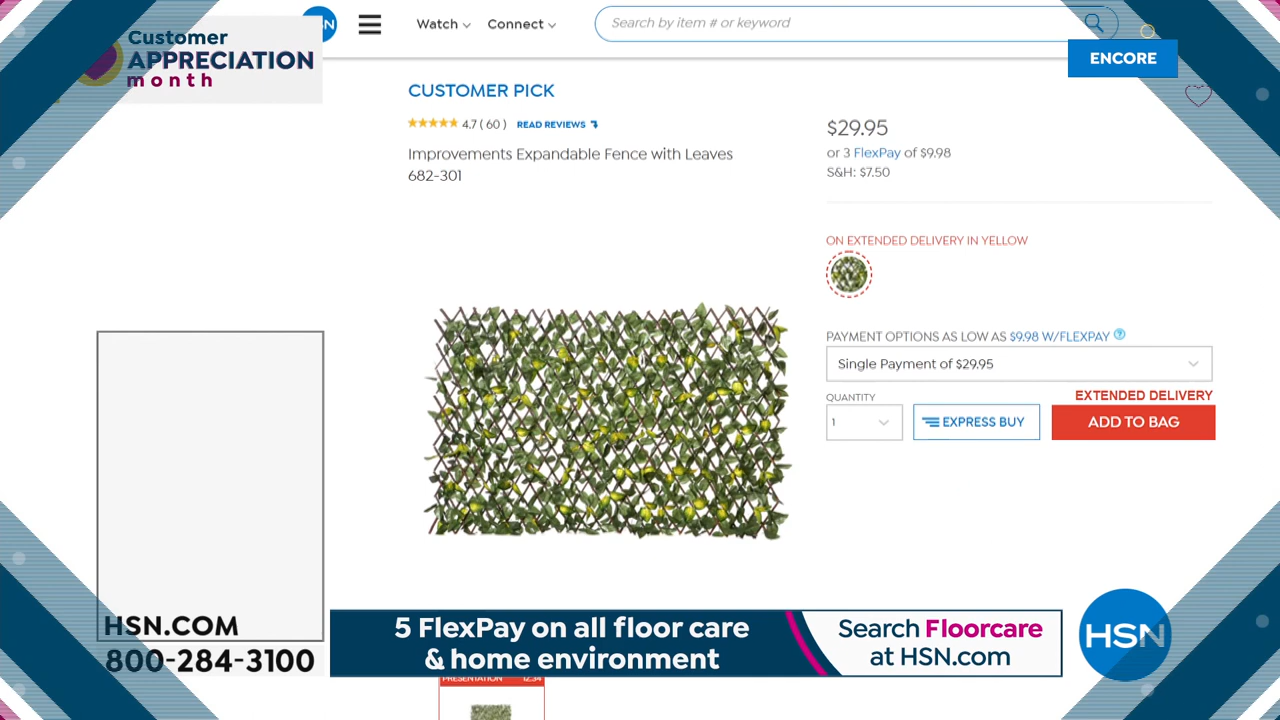 Customer
APPRECIATION
month
Watch
Connect
Search by item # or keyword
ENCORE
CUSTOMER PICK
4.7 ( 60 ) READ REVIEWS
Improvements Expandable Fence with Leaves
682-301
$29.95
or 3 FlexPay of $9.98
S&H: $7.50
ON EXTENDED DELIVERY IN YELLOW
PAYMENT OPTIONS AS LOW AS $9.98 W/FLEXPAY ?
Single Payment of $29.95
QUANTITY
1
EXPRESS BUY
EXTENDED DELIVERY
ADD TO BAG
HSN.COM
800-284-3100
5 FlexPay on all floor care
& home environment
Search Floorcare
at HSN.com
HSN
PRESENTATION 12:34